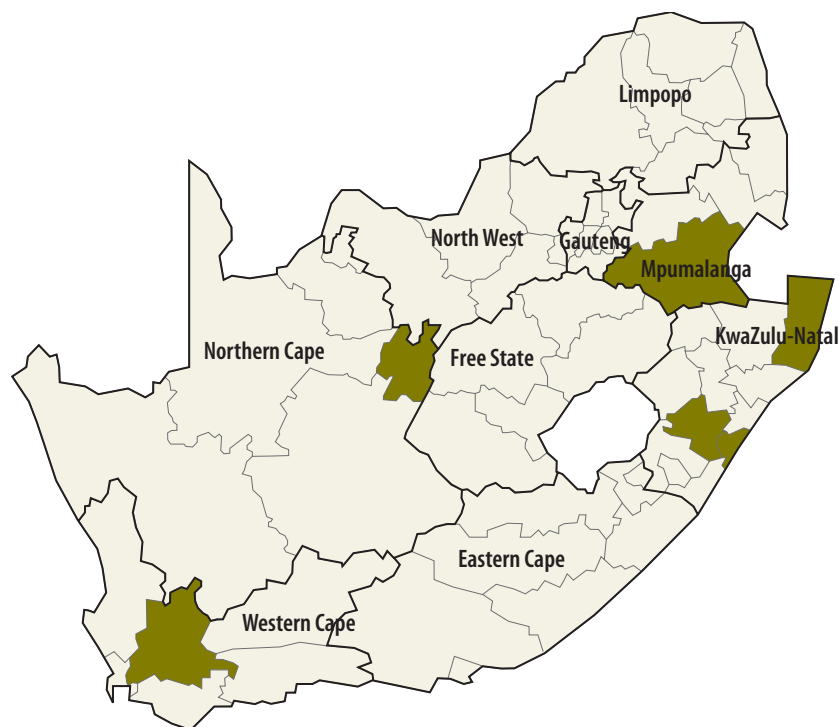 Limpopo
North West
Gauteng
Mpumalanga
KwaZulu-Natal
Northern Cape
Free State
Eastern Cape
Western Cape